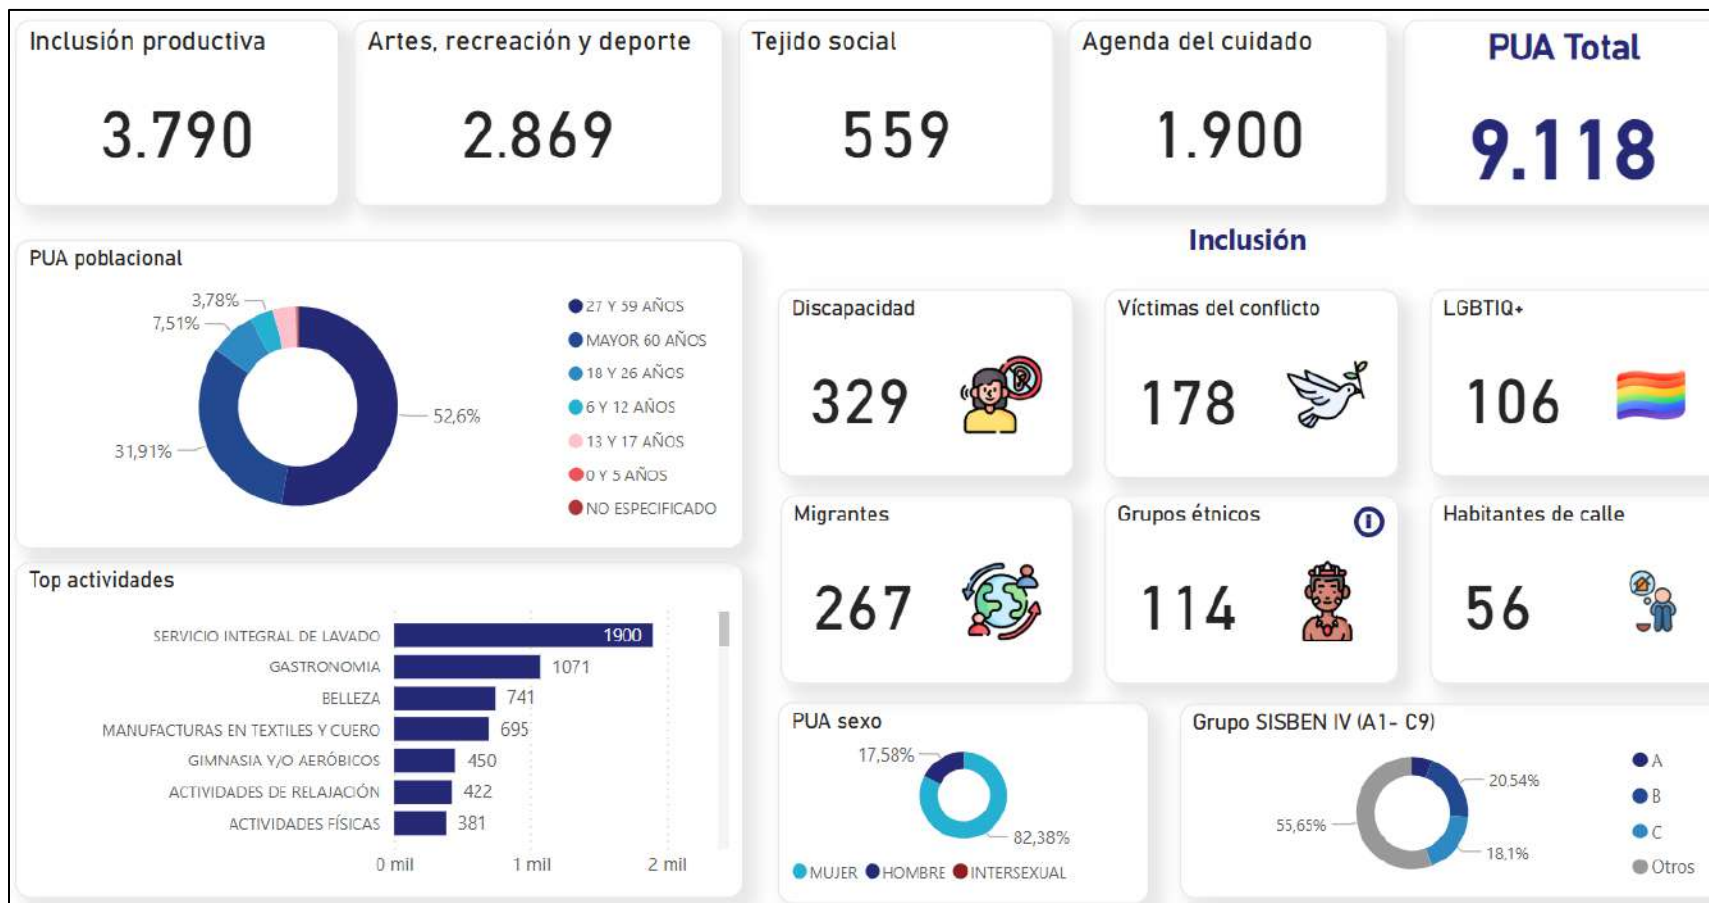 Inclusión productiva
3.790
Artes, recreación y deporte
2.869
Tejido social
559
Agenda del cuidado
1.900
PUA Total
9.118
PUA poblacional
3,78%
7,51%
31,91%
52,6%
27 Y 59 AÑOS
MAYOR 60 AÑOS
18 Y 26 AÑOS
6 Y 12 AÑOS
13 Y 17 AÑOS
0 Y 5 AÑOS
NO ESPECIFICADO
Inclusión
Discapacidad
329
Víctimas del conflicto
178
LGBTIQ+
106
Migrantes
267
Grupos étnicos
114
Habitantes de calle
56
Top actividades
SERVICIO INTEGRAL DE LAVADO 1900
GASTRONOMIA 1071
BELLEZA 741
MANUFACTURAS EN TEXTILES Y CUERO 695
GIMNASIA Y/O AERÓBICOS 450
ACTIVIDADES DE RELAJACIÓN 422
ACTIVIDADES FÍSICAS 381
0 mil 1 mil 2 mil
PUA sexo
17,58%
82,38%
MUJER HOMBRE INTERSEXUAL
Grupo SISBEN IV (A1- C9)
20,54%
55,65%
18,1%
A
B
C
Otros